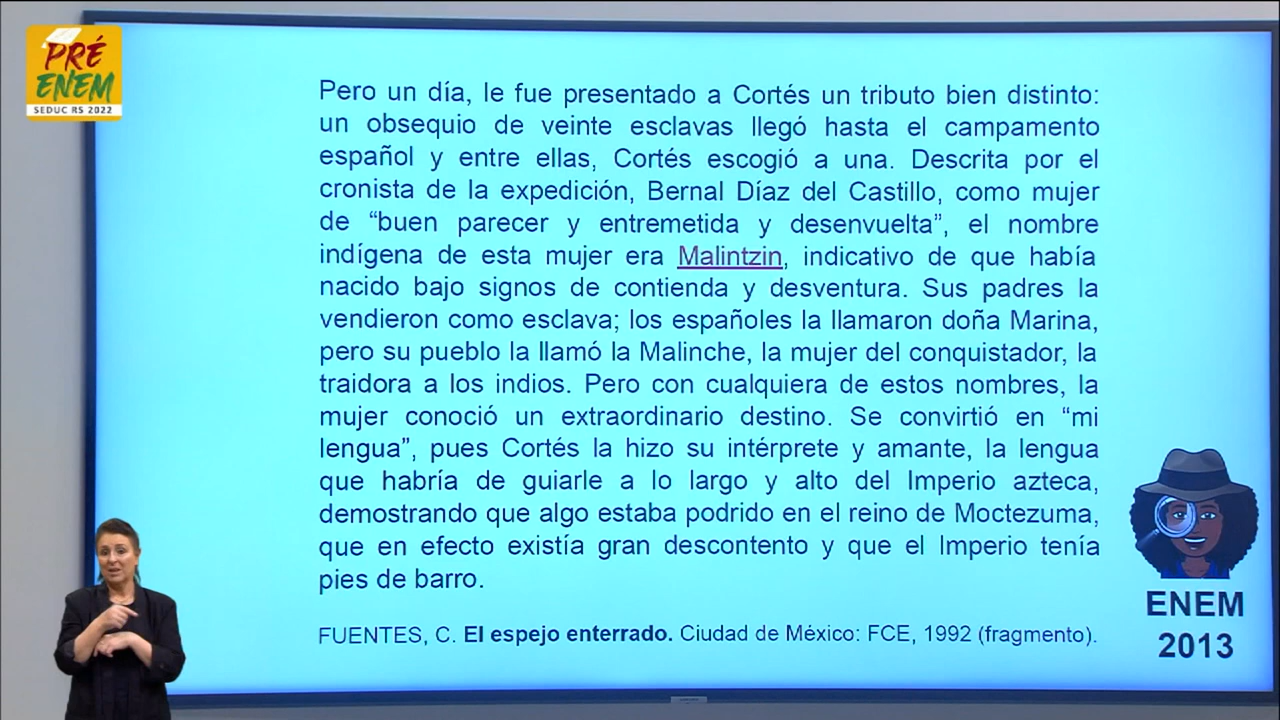 PRÉ
ENEM
SEDUC RS 2022
Pero un día, le fue presentado a Cortés un tributo bien distinto:
un obsequio de veinte esclavas llegó hasta el campamento
español y entre ellas, Cortés escogió a una. Descrita por el
cronista de la expedición, Bernal Díaz del Castillo, como mujer
de “buen parecer y entremetida y desenvuelta”, el nombre
indígena de esta mujer era Malintzin, indicativo de que había
nacido bajo signos de contienda y desventura. Sus padres la
vendieron como esclava; los españoles la llamaron doña Marina,
pero su pueblo la llamó la Malinche, la mujer del conquistador, la
traidora a los indios. Pero con cualquiera de estos nombres, la
mujer conoció un extraordinario destino. Se convirtió en “mi
lengua”, pues Cortés la hizo su intérprete y amante, la lengua
que habría de guiarle a lo largo y alto del Imperio azteca,
demostrando que algo estaba podrido en el reino de Moctezuma,
que en efecto existía gran descontento y que el Imperio tenía
pies de barro.
FUENTES, C. El espejo enterrado. Ciudad de México: FCE, 1992 (fragmento).
ENEM
2013